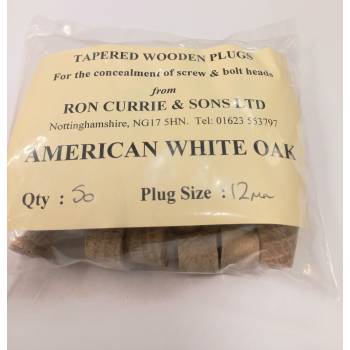 TAPERED WOODEN PLUGS
For the concealment of screw & bolt heads
from
RON CURRIE & SONS LTD
Nottinghamshire, NG17 5HN. Tel: 01623 553797
AMERICAN WHITE OAK
Qty : 50 Plug Size : 12mm